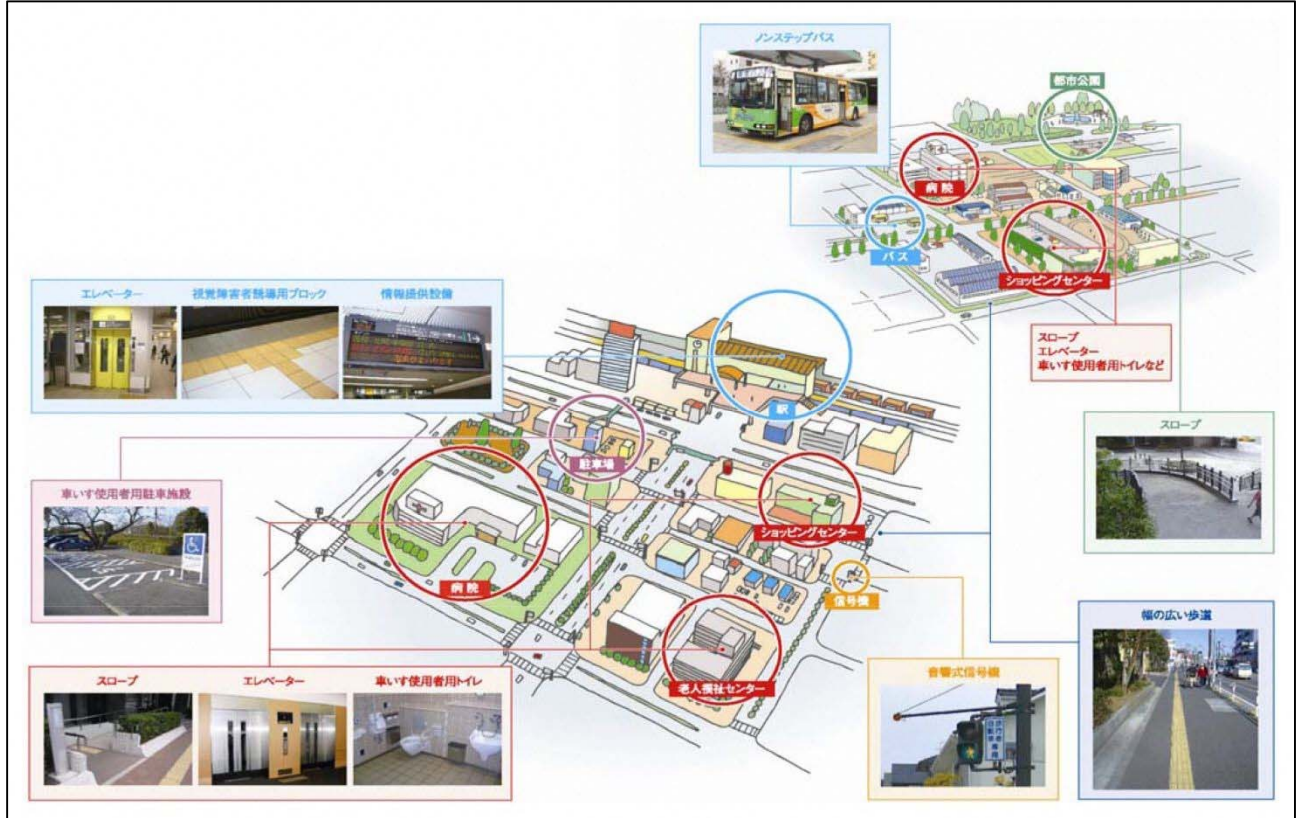 ノンステップバス
都市公園
病院
バス
ショッピングセンター
スロープ
エレベーター
車いす使用者用トイレなど
エレベーター
視覚障害者誘導用ブロック
情報提供設備
駅
駐車場
スロープ
車いす使用者用駐車施設
ショッピングセンター
病院
信号機
幅の広い歩道
老人福祉センター
音響式信号機
スロープ
エレベーター
車いす使用者用トイレ